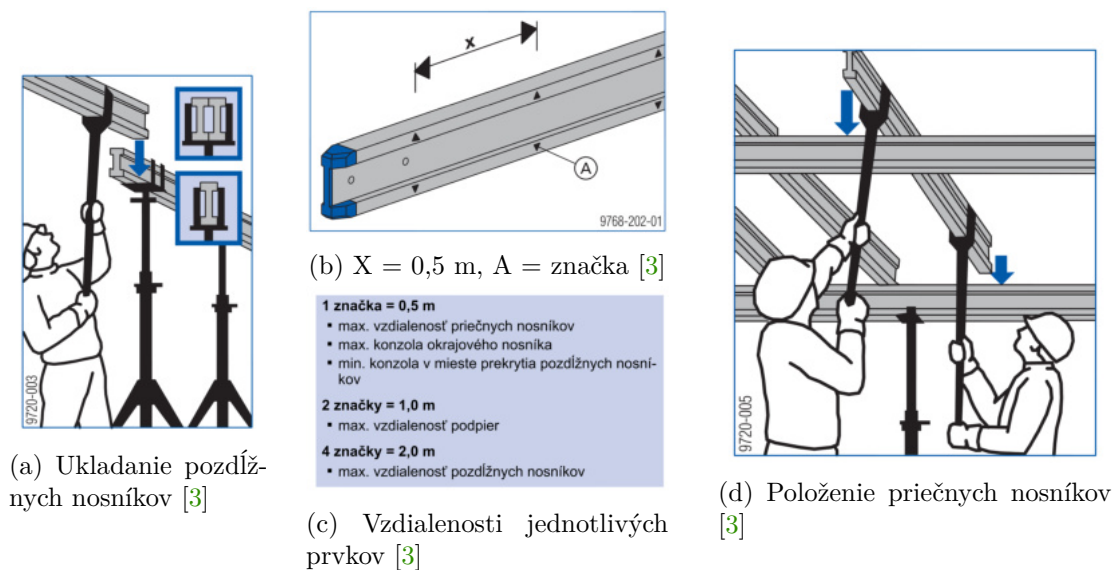 9720-003
(a) Ukladanie pozdĺž-
nych nosníkov [3]
x
A
9768-202-01
(b) X = 0,5 m, A = značka [3]
1 značka = 0,5 m
▪ max. vzdialenosť priečnych nosníkov
▪ max. konzola okrajového nosníka
▪ min. konzola v mieste prekrytia pozdĺžnych nosní-
kov
2 značky = 1,0 m
▪ max. vzdialenosť podpier
4 značky = 2,0 m
▪ max. vzdialenosť pozdĺžnych nosníkov
(c) Vzdialenosti jednotlivých
prvkov [3]
9720-005
(d) Položenie priečnych nosníkov
[3]